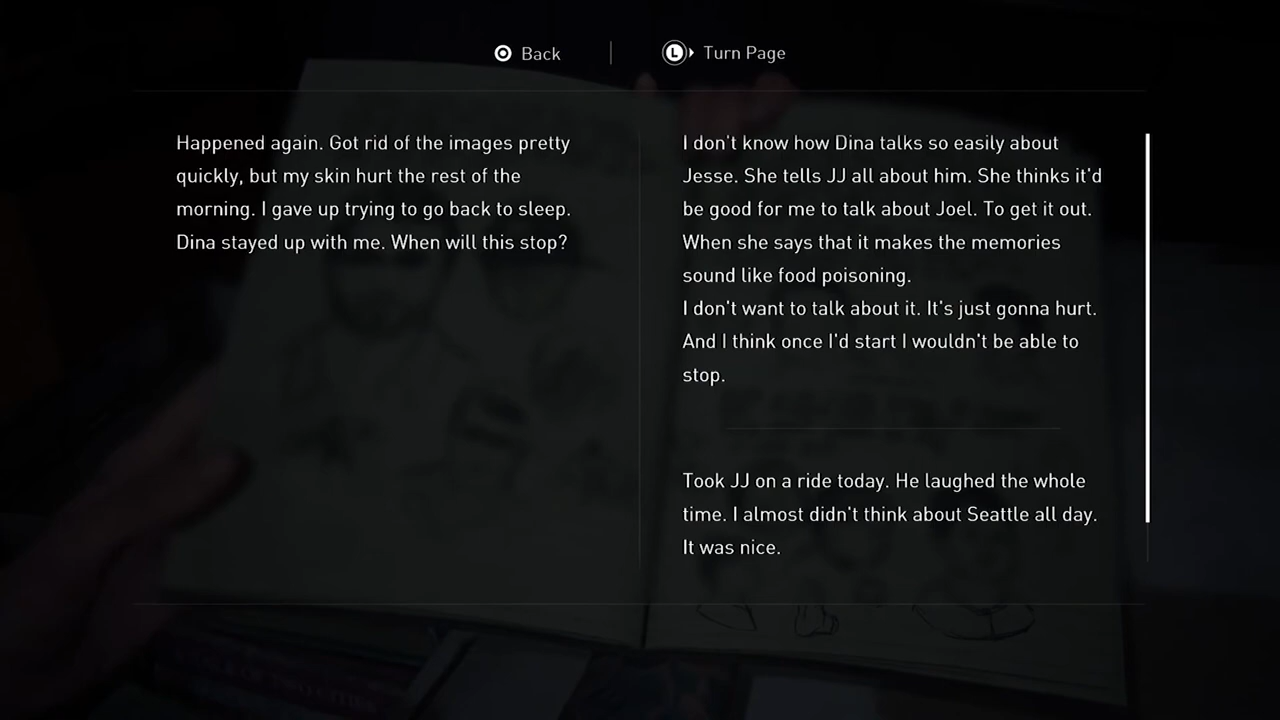 Back
L Turn Page
Happened again. Got rid of the images pretty
quickly, but my skin hurt the rest of the
morning. I gave up trying to go back to sleep.
Dina stayed up with me. When will this stop?
I don't know how Dina talks so easily about
Jesse. She tells JJ all about him. She thinks it'd
be good for me to talk about Joel. To get it out.
When she says that it makes the memories
sound like food poisoning.
I don't want to talk about it. It's just gonna hurt.
And I think once I'd start I wouldn't be able to
stop.
Took JJ on a ride today. He laughed the whole
time. I almost didn't think about Seattle all day.
It was nice.